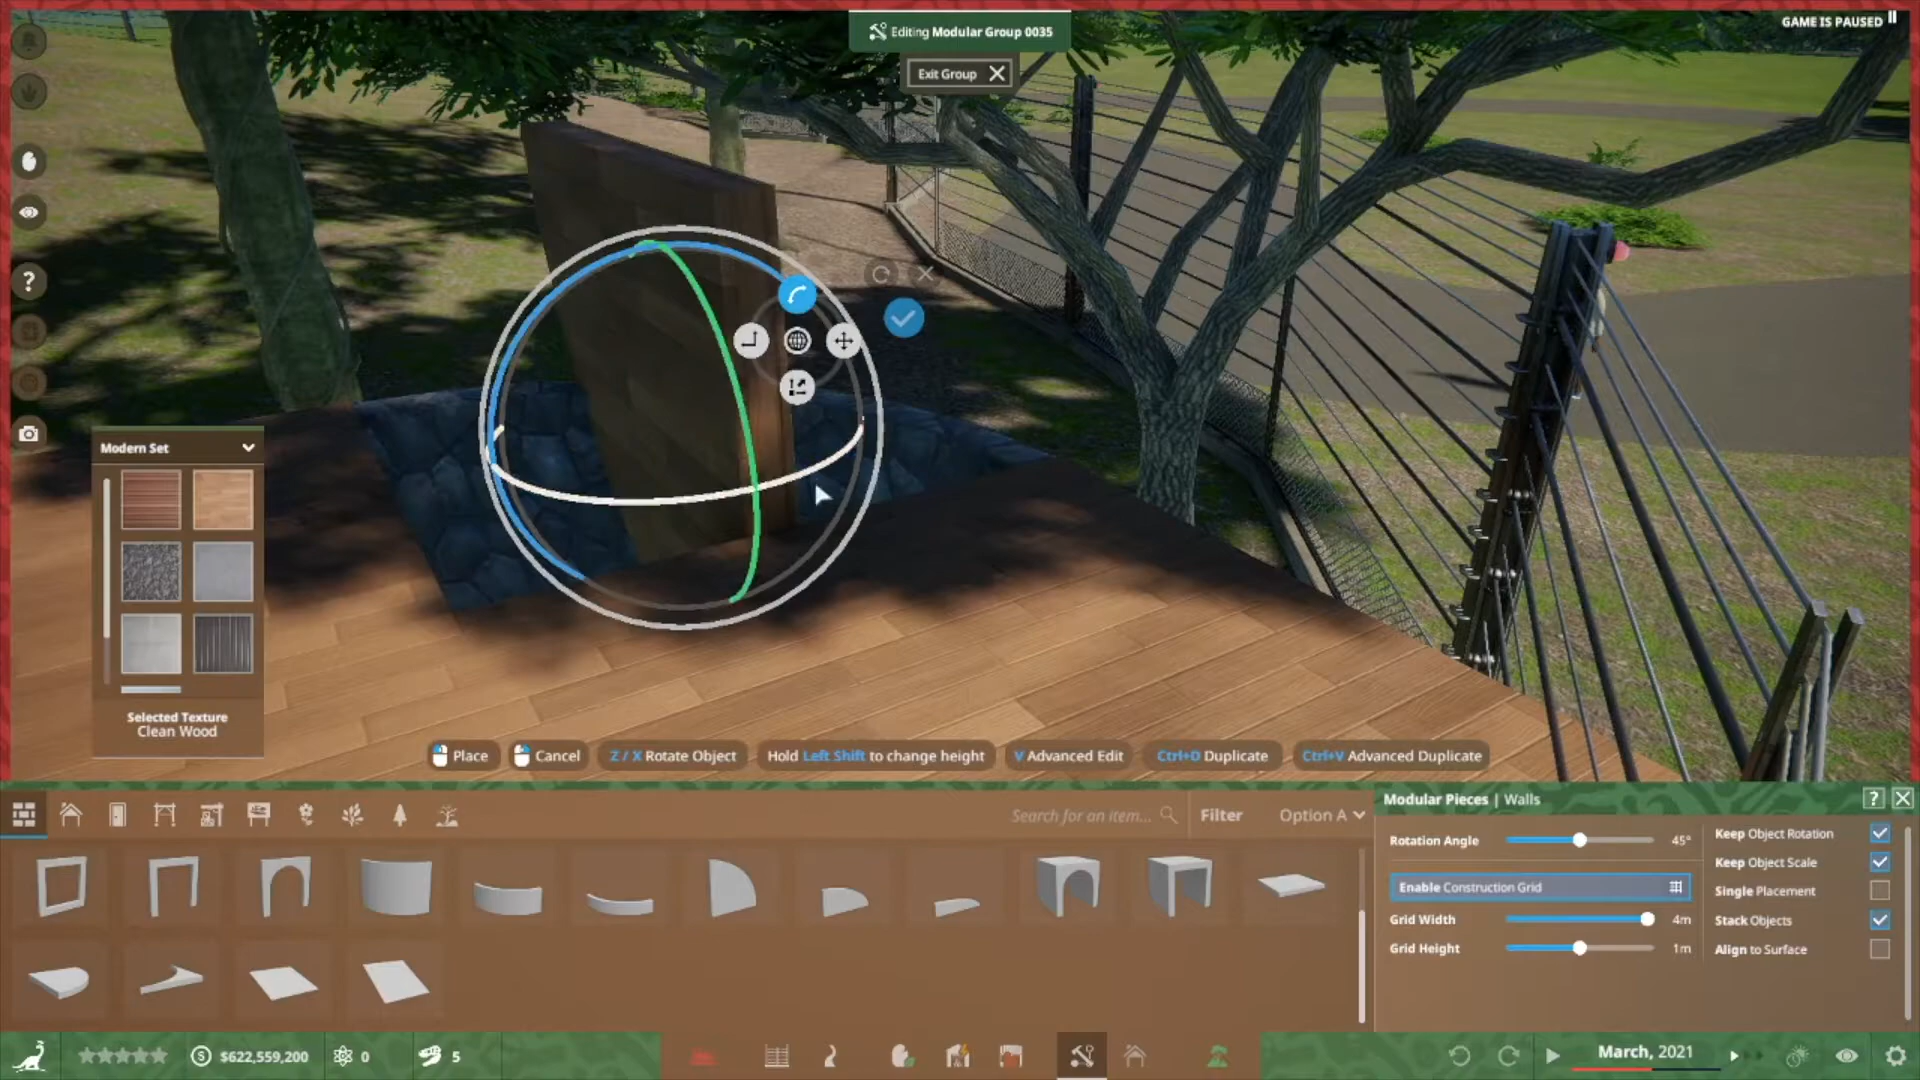 Editing Modular Group 0035
GAME IS PAUSED
Exit Group
?
Modern Set
Selected Texture
Clean Wood
Place
Cancel
Z / X Rotate Object
Hold Left Shift to change height
V Advanced Edit
Ctrl+D Duplicate
Ctrl+V Advanced Duplicate
Search for an item...
Filter
Option A
Modular Pieces | Walls
?
Rotation Angle
45°
Enable Construction Grid
Grid Width
4m
Grid Height
1m
Keep Object Rotation
Keep Object Scale
Single Placement
Stack Objects
Align to Surface
$622,559,200
0
5
March, 2021